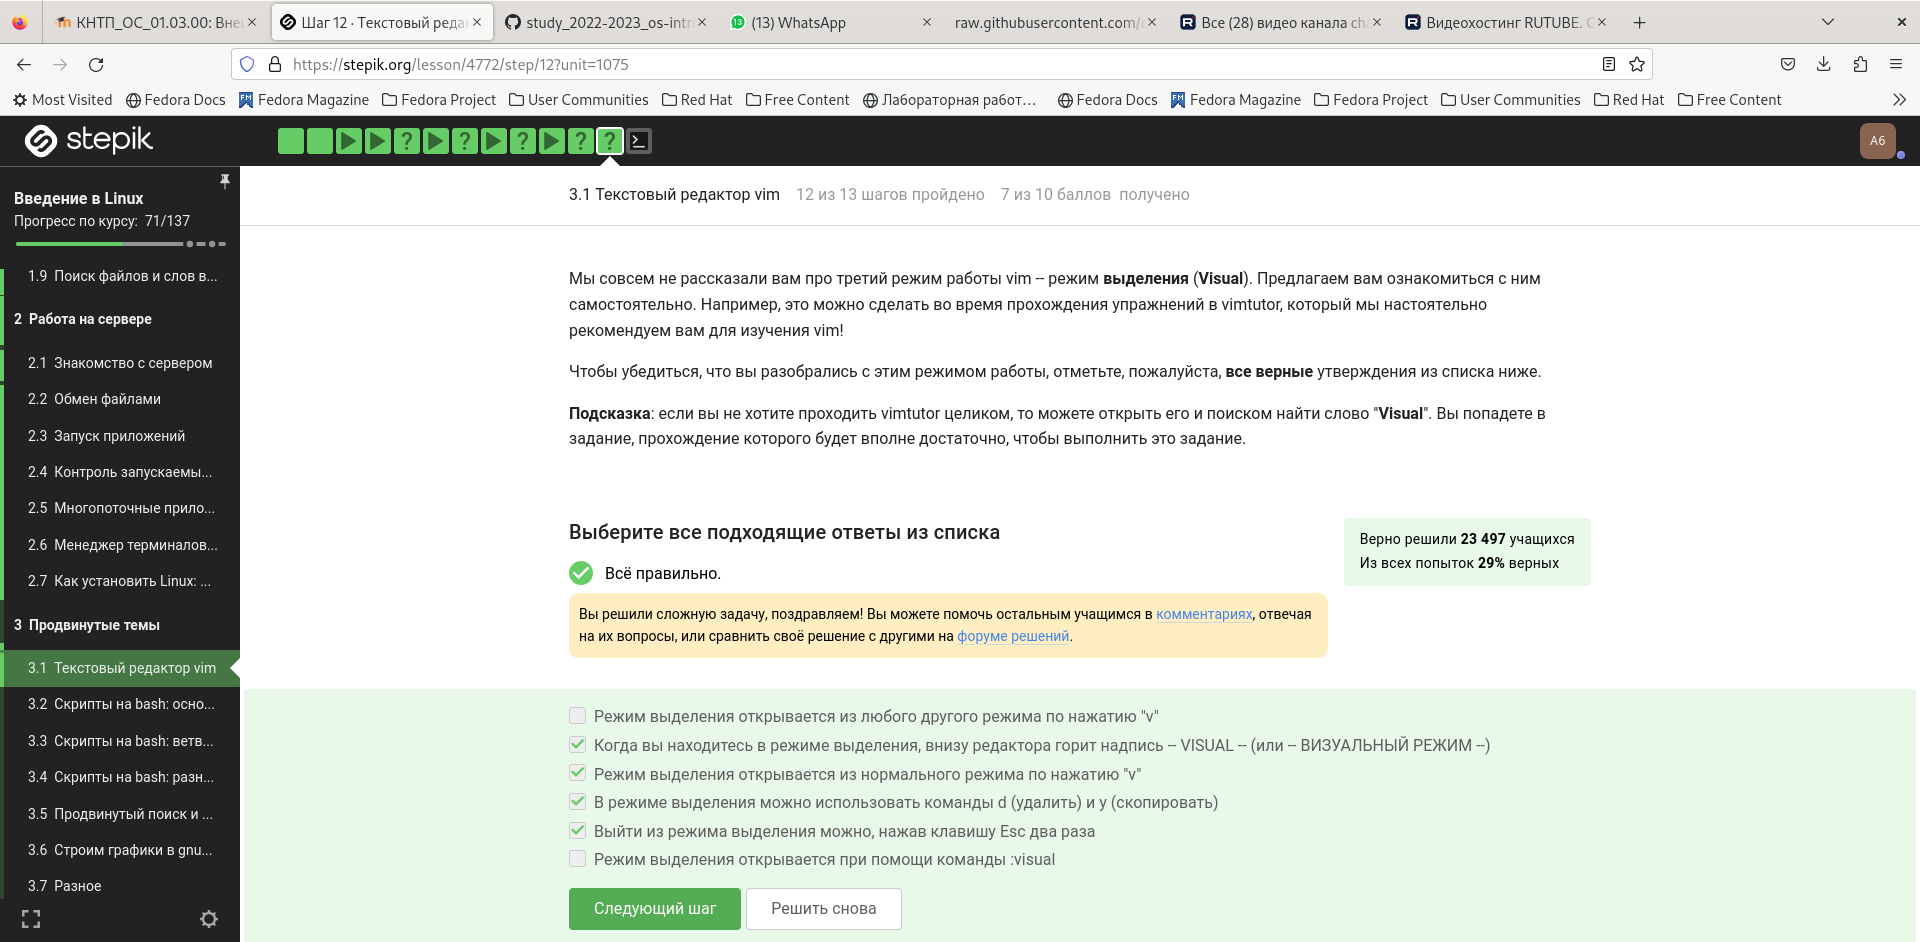 КНТП_ОС_01.03.00: Вне
Шаг 12 · Текстовый реда
study_2022-2023_os-intr
(13) WhatsApp
raw.githubusercontent.com/
Все (28) видео канала ch
Видеохостинг RUTUBE.
https://stepik.org/lesson/4772/step/12?unit=1075
Most Visited
Fedora Docs
Fedora Magazine
Fedora Project
User Communities
Red Hat
Free Content
Лабораторная работ…
Fedora Docs
Fedora Magazine
Fedora Project
User Communities
Red Hat
Free Content
stepik
А6
Введение в Linux
Прогресс по курсу: 71/137
1.9 Поиск файлов и слов в...
2 Работа на сервере
2.1 Знакомство с сервером
2.2 Обмен файлами
2.3 Запуск приложений
2.4 Контроль запускаемы...
2.5 Многопоточные прило...
2.6 Менеджер терминалов...
2.7 Как установить Linux: ...
3 Продвинутые темы
3.1 Текстовый редактор vim
3.2 Скрипты на bash: осно...
3.3 Скрипты на bash: ветв...
3.4 Скрипты на bash: разн...
3.5 Продвинутый поиск и ...
3.6 Строим графики в gnu...
3.7 Разное
3.1 Текстовый редактор vim 12 из 13 шагов пройдено 7 из 10 баллов получено
Мы совсем не рассказали вам про третий режим работы vim -- режим выделения (Visual). Предлагаем вам ознакомиться с ним
самостоятельно. Например, это можно сделать во время прохождения упражнений в vimtutor, который мы настоятельно
рекомендуем вам для изучения vim!
Чтобы убедиться, что вы разобрались с этим режимом работы, отметьте, пожалуйста, все верные утверждения из списка ниже.
Подсказка: если вы не хотите проходить vimtutor целиком, то можете открыть его и поиском найти слово "Visual". Вы попадете в
задание, прохождение которого будет вполне достаточно, чтобы выполнить это задание.
Выберите все подходящие ответы из списка
Всё правильно.
Верно решили 23 497 учащихся
Из всех попыток 29% верных
Вы решили сложную задачу, поздравляем! Вы можете помочь остальным учащимся в комментариях, отвечая
на их вопросы, или сравнить своё решение с другими на форуме решений.
Режим выделения открывается из любого другого режима по нажатию "v"
Когда вы находитесь в режиме выделения, внизу редактора горит надпись -- VISUAL -- (или -- ВИЗУАЛЬНЫЙ РЕЖИМ --)
Режим выделения открывается из нормального режима по нажатию "v"
В режиме выделения можно использовать команды d (удалить) и y (скопировать)
Выйти из режима выделения можно, нажав клавишу Esc два раза
Режим выделения открывается при помощи команды :visual
Следующий шаг
Решить снова